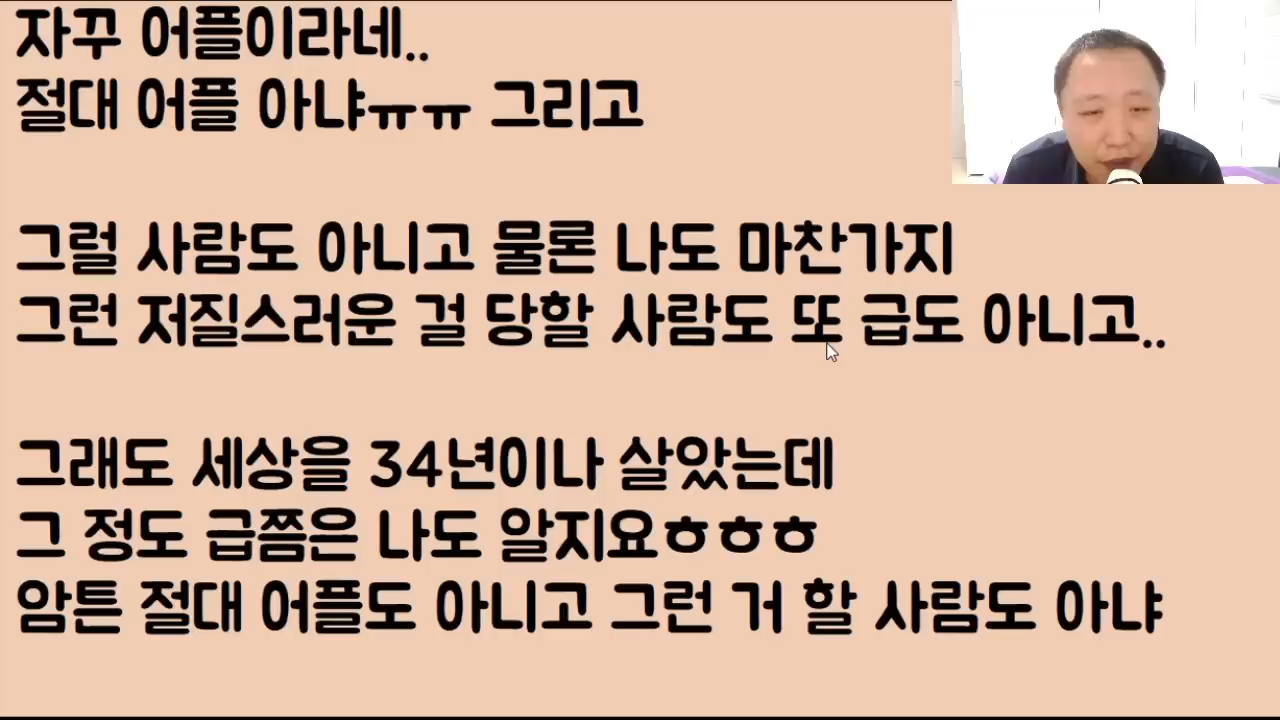 자꾸 어플이라네..
절대 어플 아냐ㅠㅠ 그리고
그럴 사람도 아니고 물론 나도 마찬가지
그런 저질스러운 걸 당할 사람도 또 급도 아니고..
그래도 세상을 34년이나 살았는데
그 정도 급쯤은 나도 알지요ㅎㅎㅎ
암튼 절대 어플도 아니고 그런 거 할 사람도 아냐